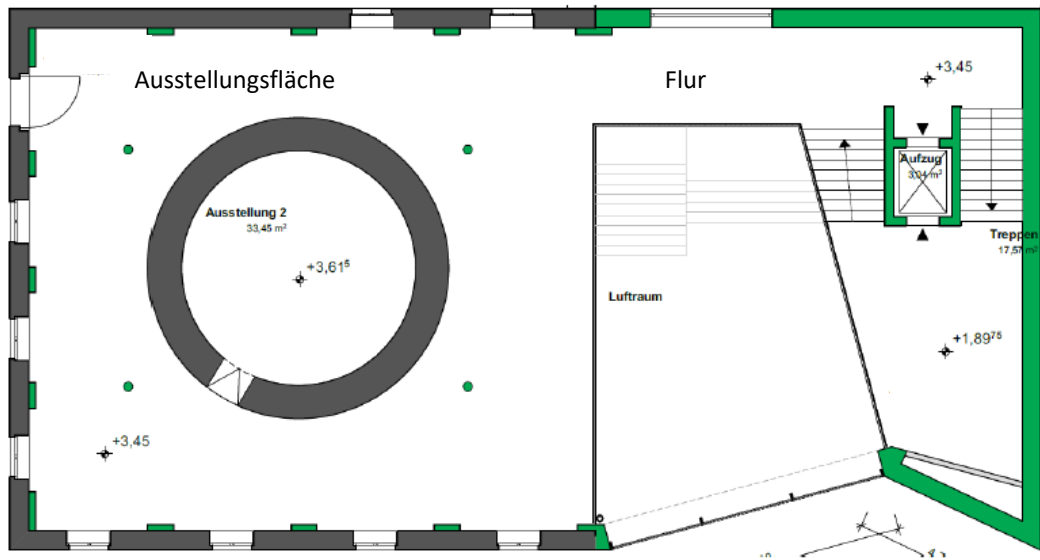 Ausstellungsfläche
Flur
+3,45
Aufzug
3,04 m²
Ausstellung 2
33,45 m²
Treppen
17,57 m²
+3,61⁵
Luftraum
+1,89⁷⁵
+3,45